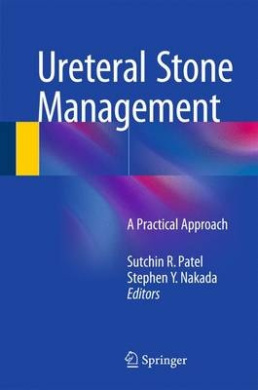 Ureteral Stone
Management
A Practical Approach
Sutchin R. Patel
Stephen Y. Nakada
Editors
Springer